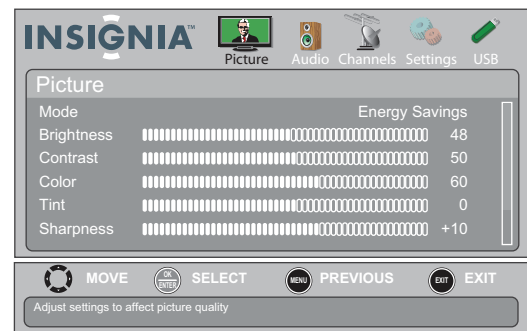 INSIGNIA™
Picture Audio Channels Settings USB
Picture
Mode Energy Savings
Brightness 48
Contrast 50
Color 60
Tint 0
Sharpness +10
MOVE OK ENTER SELECT MENU PREVIOUS EXIT EXIT
Adjust settings to affect picture quality